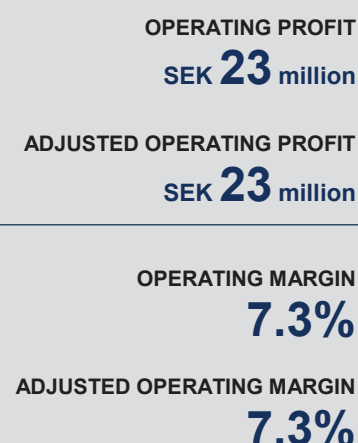 OPERATING PROFIT
SEK 23 million
ADJUSTED OPERATING PROFIT
SEK 23 million
OPERATING MARGIN
7.3%
ADJUSTED OPERATING MARGIN
7.3%